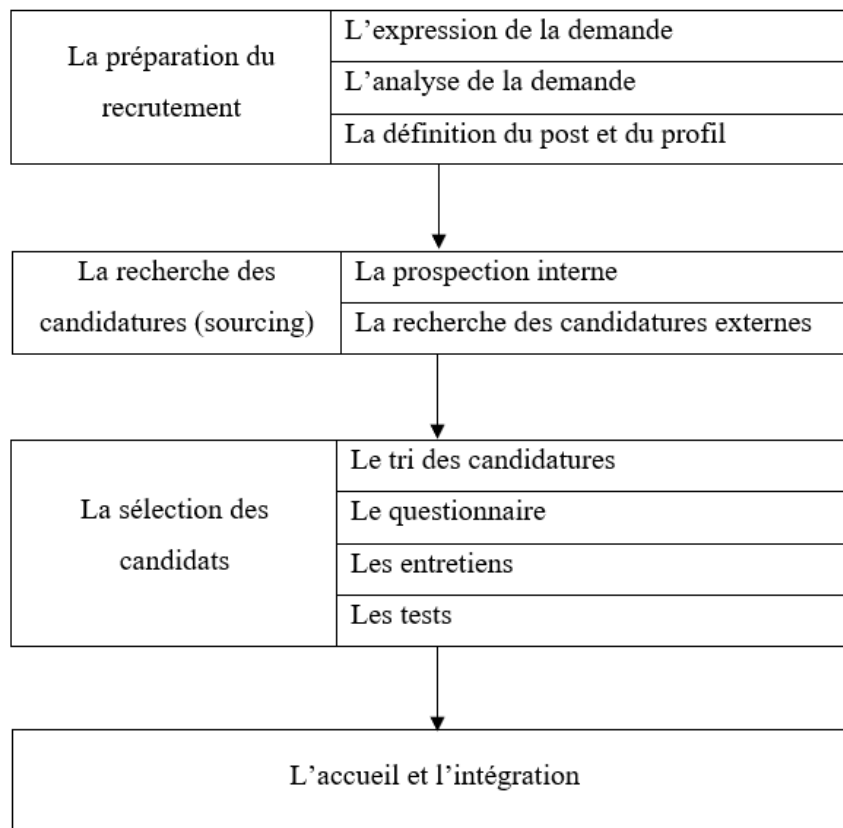 La préparation du
recrutement
L’expression de la demande
L’analyse de la demande
La définition du post et du profil
La recherche des
candidatures (sourcing)
La prospection interne
La recherche des candidatures externes
La sélection des
candidats
Le tri des candidatures
Le questionnaire
Les entretiens
Les tests
L’accueil et l’intégration